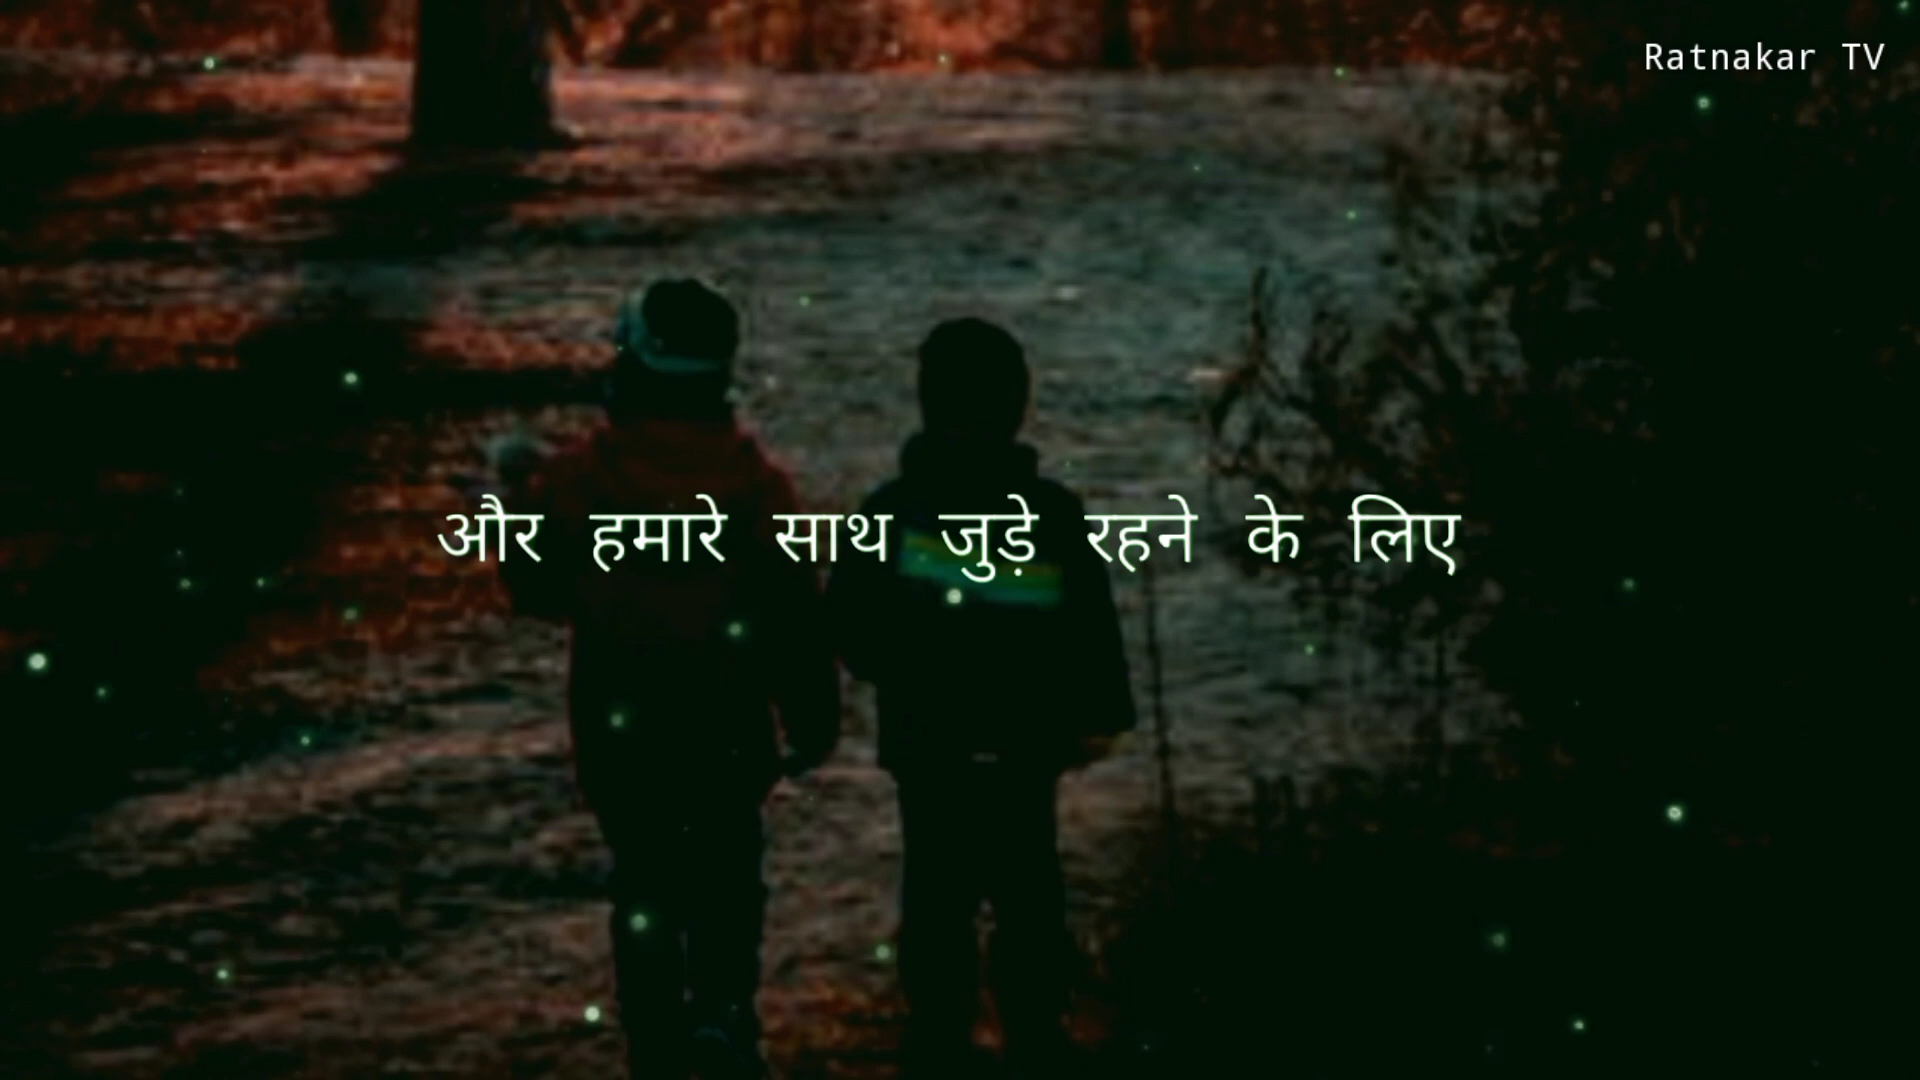 Ratnakar TV
और हमारे साथ जुड़े रहने के लिए